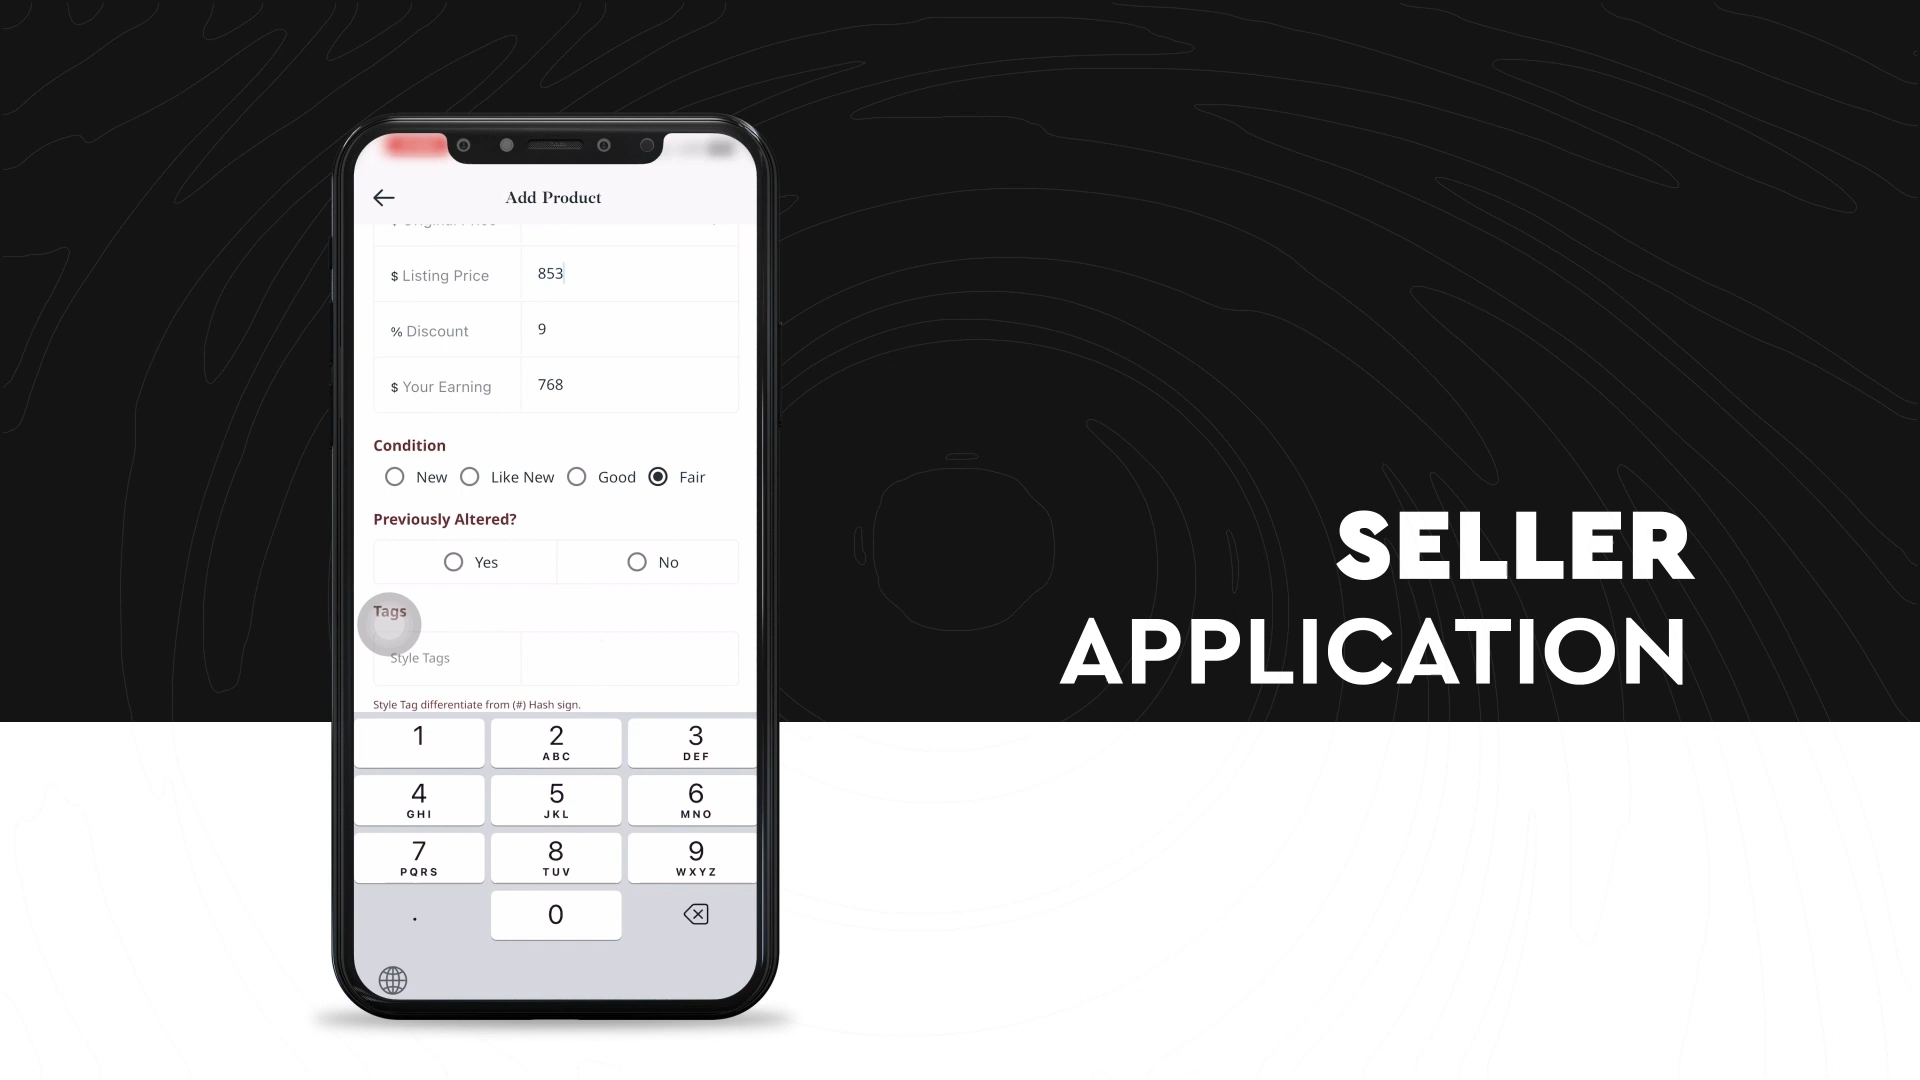 Add Product
$ Listing Price 853
% Discount 9
$ Your Earning 768
Condition
New Like New Good Fair
Previously Altered?
Yes No
Tags
Style Tags
Style Tag differentiate from (#) Hash sign.
1 2 3
ABC DEF
4 5 6
GHI JKL MNO
7 8 9
PQRS TUV WXYZ
. 0
SELLER
APPLICATION